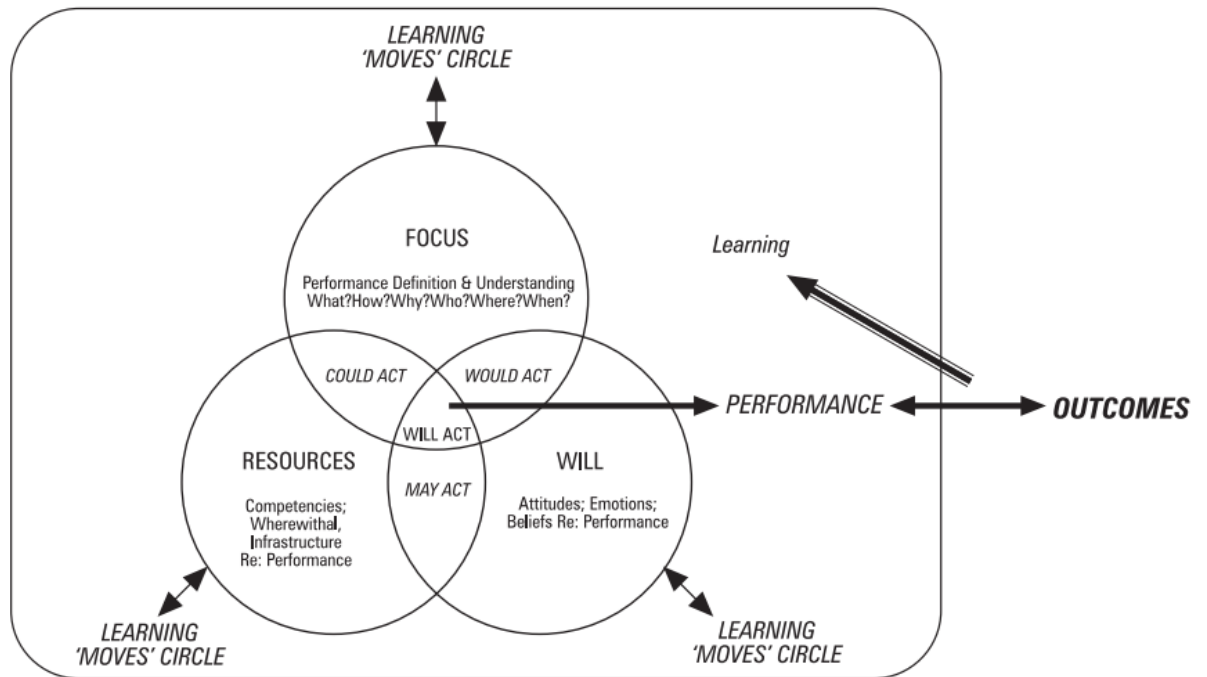 LEARNING
'MOVES' CIRCLE
FOCUS
Performance Definition & Understanding
What?How?Why?Who?Where?When?
Learning
COULD ACT
WOULD ACT
PERFORMANCE
OUTCOMES
WILL ACT
RESOURCES
WILL
MAY ACT
Competencies;
Wherewithal,
Infrastructure
Re: Performance
Attitudes; Emotions;
Beliefs Re: Performance
LEARNING
'MOVES' CIRCLE
LEARNING
'MOVES' CIRCLE